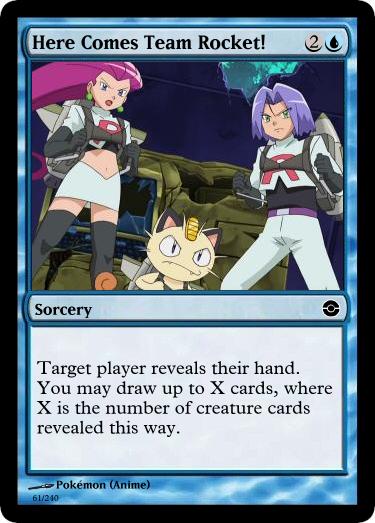 Here Comes Team Rocket! 2
R
R
Sorcery
Target player reveals their hand.
You may draw up to X cards, where
X is the number of creature cards
revealed this way.
Pokémon (Anime)
61/240